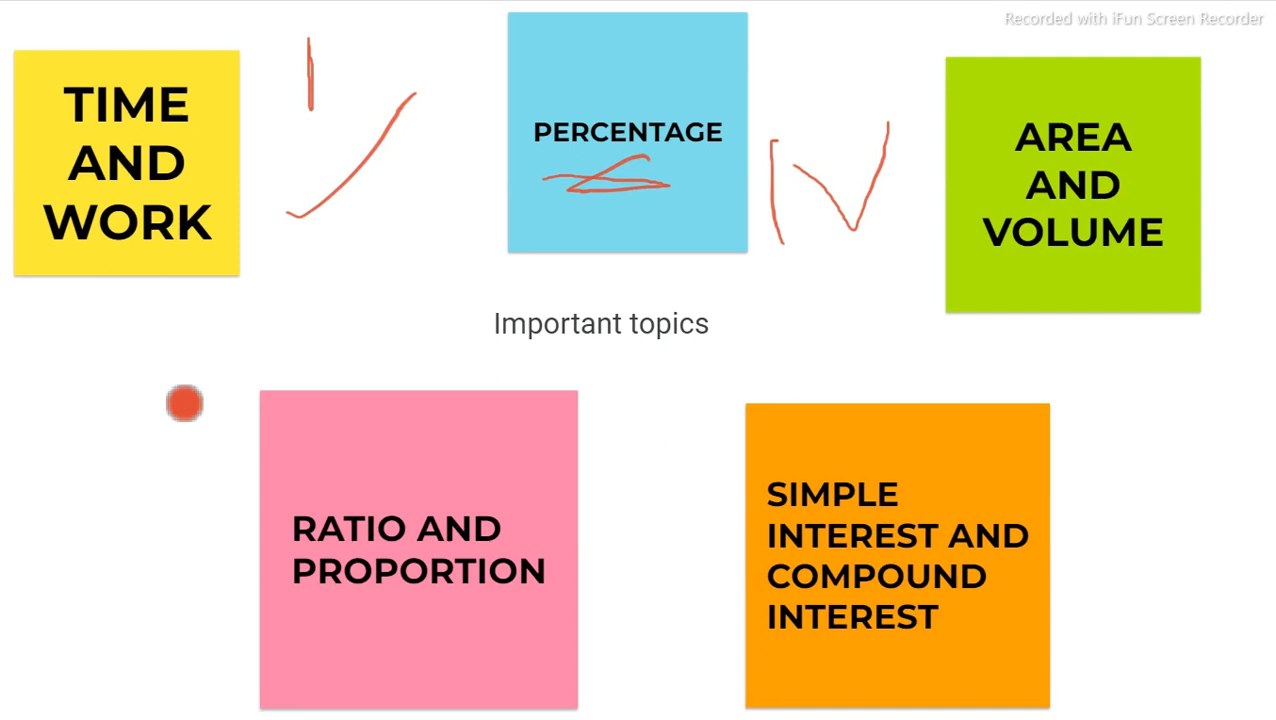 Recorded with iFun Screen Recorder
TIME
AND
WORK
PERCENTAGE
AREA
AND
VOLUME
Important topics
RATIO AND
PROPORTION
SIMPLE
INTEREST AND
COMPOUND
INTEREST